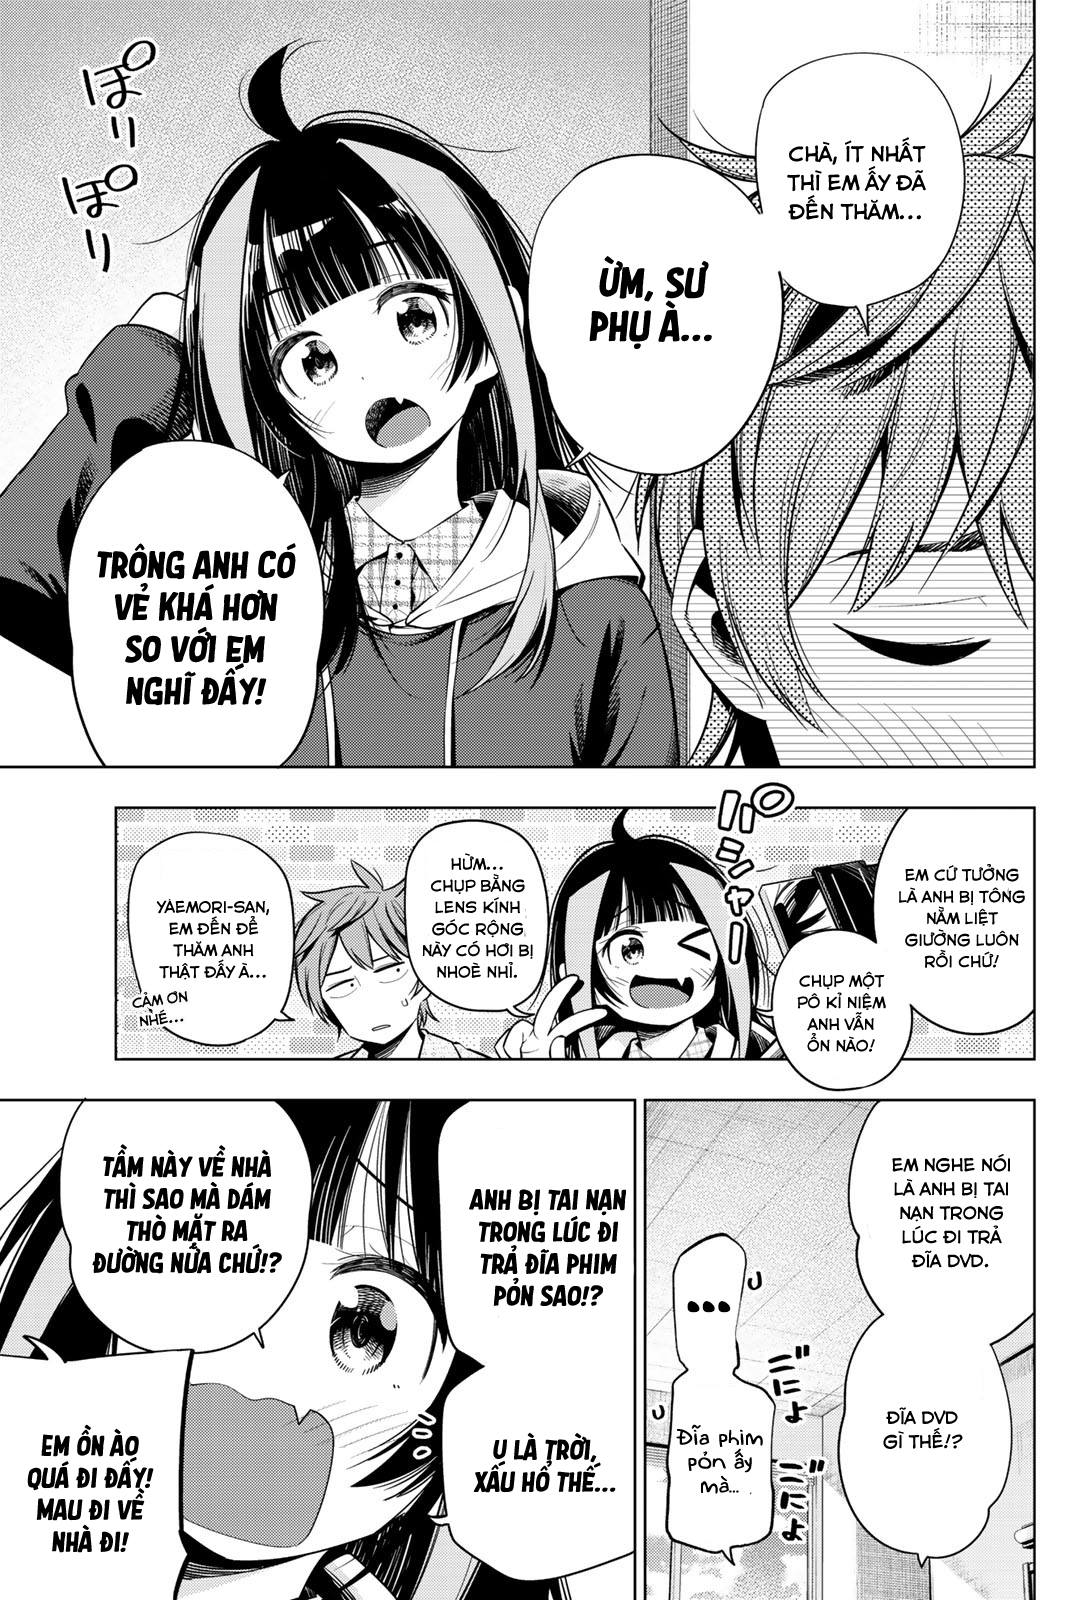 CHÀ, ÍT NHẤT
THÌ EM ẤY ĐÃ
ĐẾN THĂM...
ỪM, SƯ
PHỤ À...
ぽり
ぽり
TRÔNG ANH CÓ
VẺ KHÁ HƠN
SO VỚI EM
NGHĨ ĐẤY!
EM CỨ TƯỞNG
LÀ ANH BỊ TÔNG
NẰM LIỆT
GIƯỜNG LUÔN
RỒI CHỨ!
CHỤP MỘT
PÔ KỈ NIỆM
ANH VẪN
ỔN NÀO!
パシャー
HỪM...
CHỤP BẰNG
LENS KÍNH
GÓC RỘNG
NÀY CÓ HƠI BỊ
NHOÈ NHỈ.
YAEMORI-SAN,
EM ĐẾN ĐỂ
THĂM ANH
THẬT ĐẤY À...
CẢM ƠN
NHÉ...
EM NGHE NÓI
LÀ ANH BỊ TAI
NẠN TRONG
LÚC ĐI TRẢ
ĐĨA DVD.
ĐĨA DVD
GÌ THẾ!?
...
Đĩa phim
pỏn ấy
mà...
ごにょ
ごにょ
ANH BỊ TAI NẠN
TRONG LÚC ĐI
TRẢ ĐĨA PHIM
PỎN SAO!?
U LÀ TRỜI,
XẤU HỔ THẾ...
TẦM NÀY VỀ NHÀ
THÌ SAO MÀ DÁM
THÒ MẶT RA
ĐƯỜNG NỮA CHỨ!?
EM ỒN ÀO
QUÁ ĐI ĐẤY!
MAU ĐI VỀ
NHÀ ĐI!